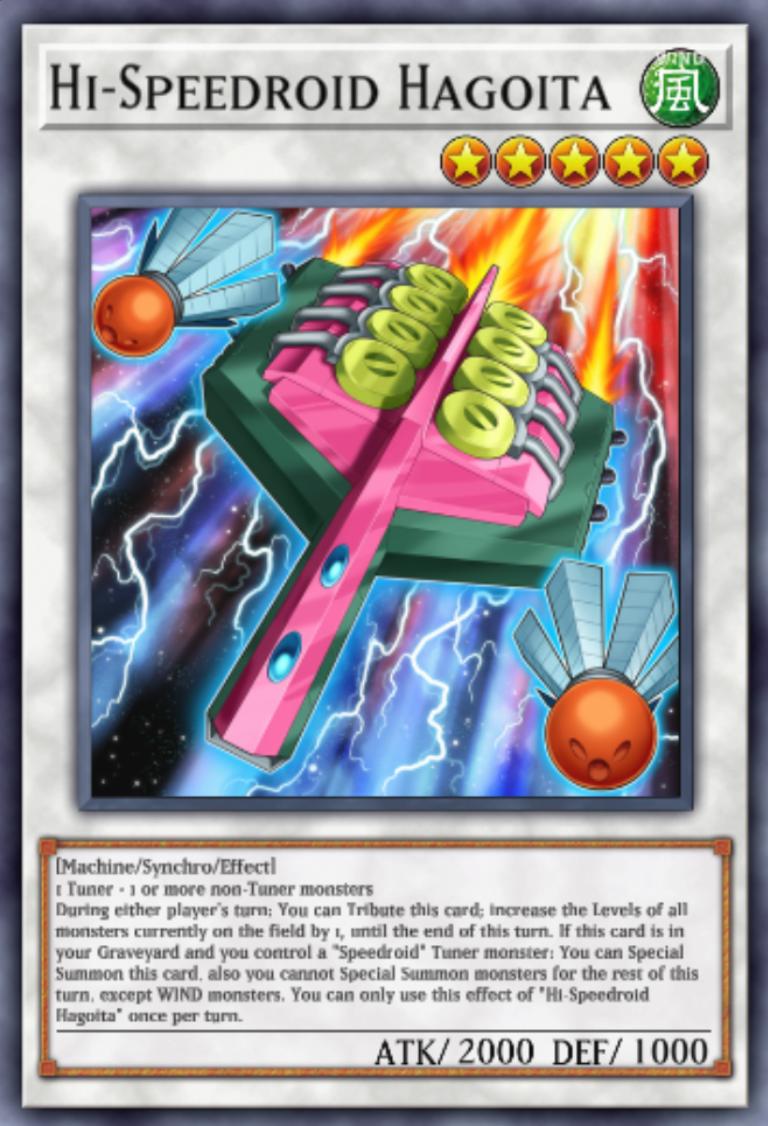 Hi-Speedroid Hagoita
WIND
風
[Machine/Synchro/Effect]
1 Tuner - 1 or more non-Tuner monsters
During either player's turn: You can Tribute this card; increase the Levels of all
monsters currently on the field by 1, until the end of this turn. If this card is in
your Graveyard and you control a "Speedroid" Tuner monster: You can Special
Summon this card, also you cannot Special Summon monsters for the rest of this
turn, except WIND monsters. You can only use this effect of "Hi-Speedroid
Hagoita" once per turn.
ATK/ 2000 DEF/ 1000